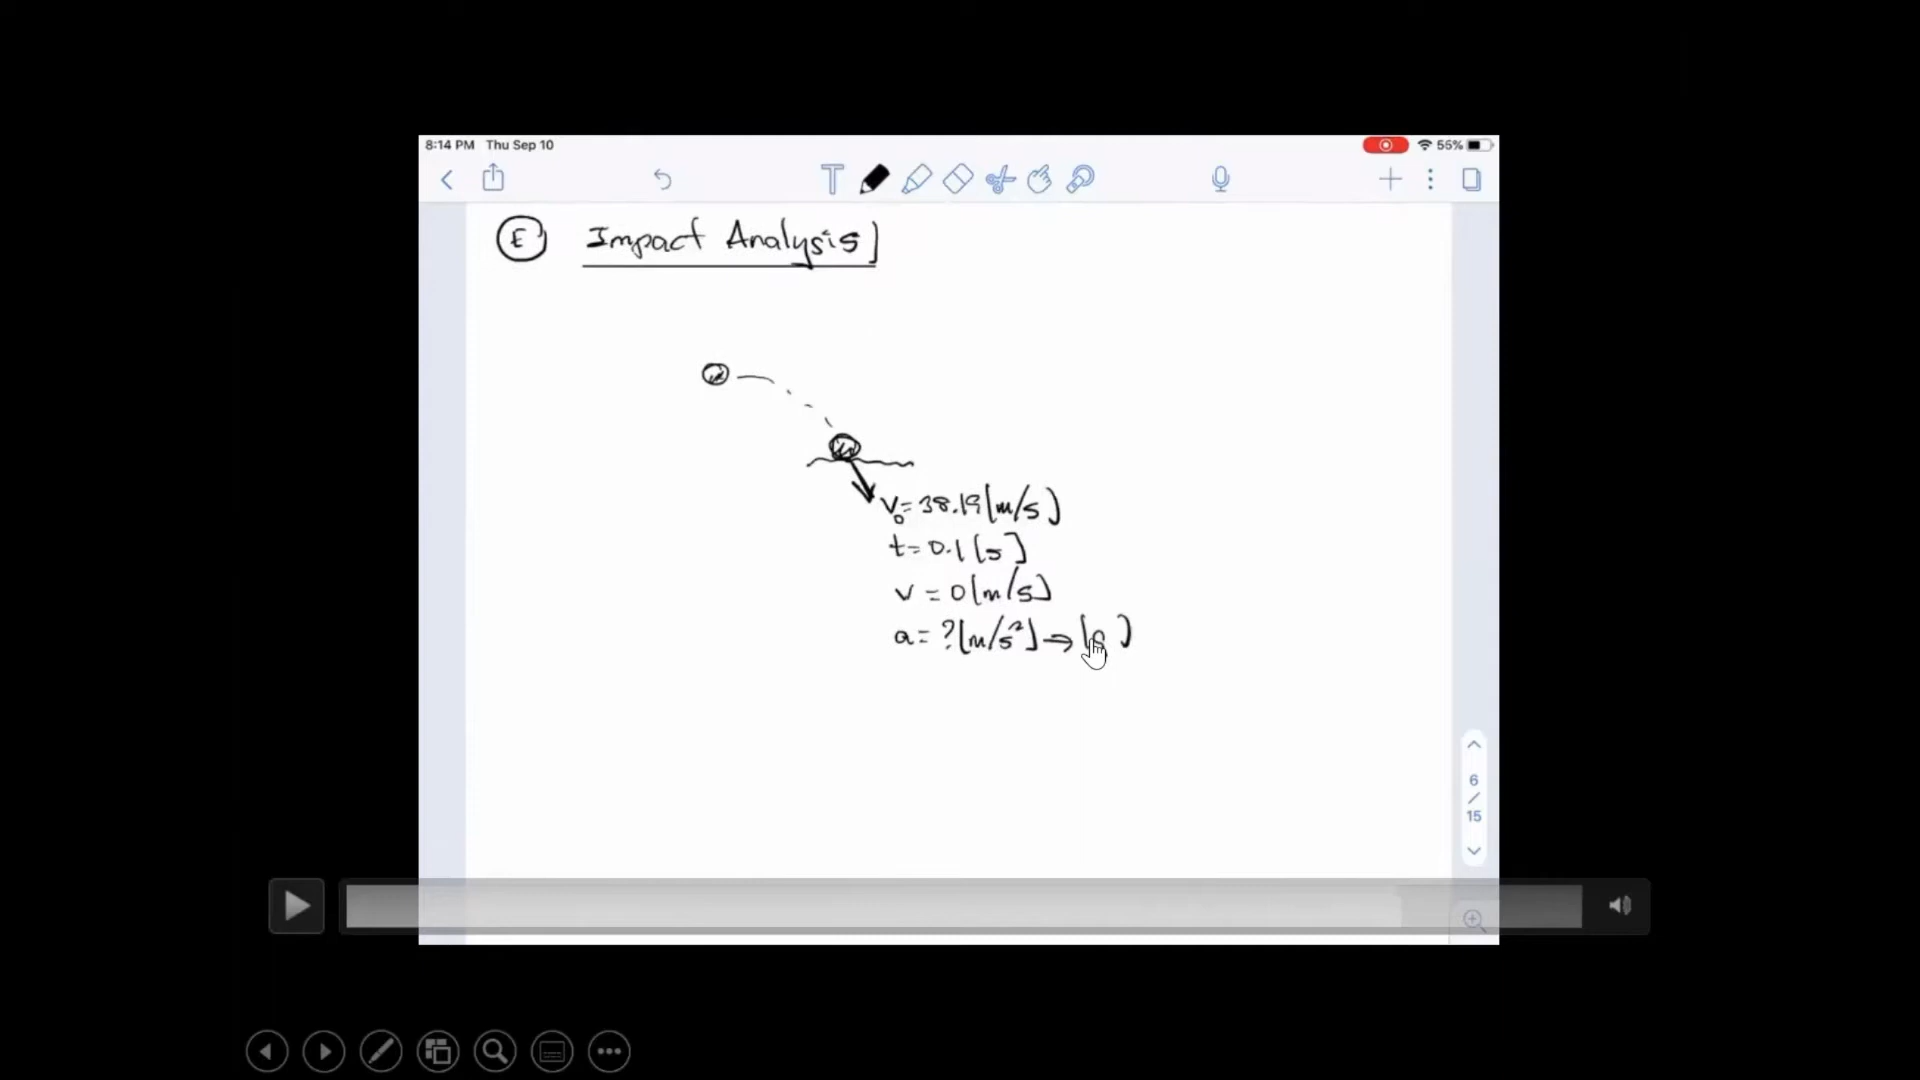 8:14 PM Thu Sep 10
55%
T
E Impact Analysis]
V₀ = 38.19 [m/s]
t = 0.1 [s]
v = 0 [m/s]
a = ? [m/s²] → [g]
6
/
15